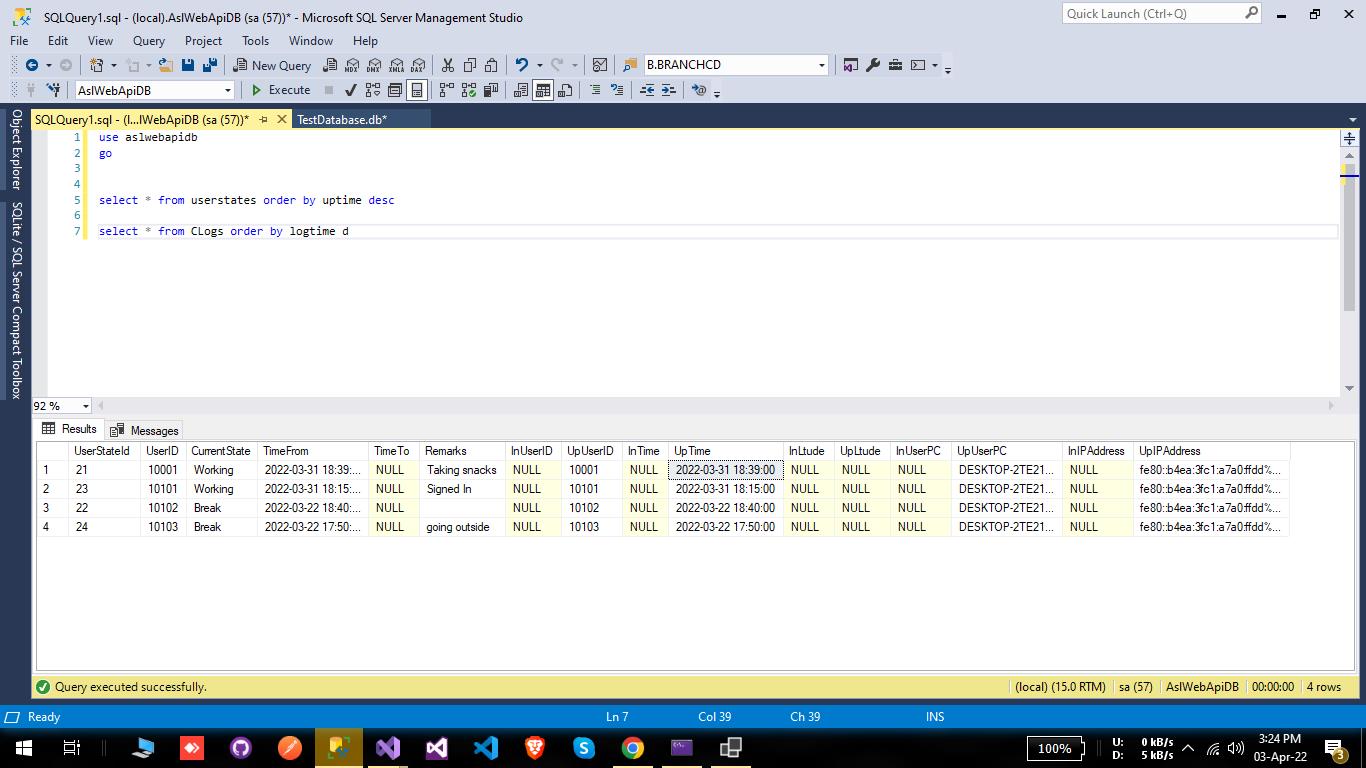 SQLQuery1.sql - (local).AslWebApiDB (sa (57))* - Microsoft SQL Server Management Studio
Quick Launch (Ctrl+Q)
File Edit View Query Project Tools Window Help
New Query MDX DMX XMLA DAX B.BRANCHCD
AslWebApiDB Execute
SQLQuery1.sql - (l...lWebApiDB (sa (57))* TestDatabase.db*
Object Explorer
SQLite / SQL Server Compact Toolbox
1 use aslwebapidb
2 go
3
4
5 select * from userstates order by uptime desc
6
7 select * from CLogs order by logtime d
92 %
Results Messages
UserStateId UserID CurrentState TimeFrom TimeTo Remarks InUserID UpUserID InTime UpTime InLtude UpLtude InUserPC UpUserPC InIPAddress UpIPAddress
1 21 10001 Working 2022-03-31 18:39:... NULL Taking snacks NULL 10001 NULL 2022-03-31 18:39:00 NULL NULL NULL DESKTOP-2TE21... NULL fe80::b4ea:3fc1:a7a0:ffdd%...
2 23 10101 Working 2022-03-31 18:15:... NULL Signed In NULL 10101 NULL 2022-03-31 18:15:00 NULL NULL NULL DESKTOP-2TE21... NULL fe80::b4ea:3fc1:a7a0:ffdd%...
3 22 10102 Break 2022-03-22 18:40:... NULL NULL 10102 NULL 2022-03-22 18:40:00 NULL NULL NULL DESKTOP-2TE21... NULL fe80::b4ea:3fc1:a7a0:ffdd%...
4 24 10103 Break 2022-03-22 17:50:... NULL going outside NULL 10103 NULL 2022-03-22 17:50:00 NULL NULL NULL DESKTOP-2TE21... NULL fe80::b4ea:3fc1:a7a0:ffdd%...
Query executed successfully. (local) (15.0 RTM) sa (57) AslWebApiDB 00:00:00 4 rows
Ready Ln 7 Col 39 Ch 39 INS
100% U: 0 kB/s 3:24 PM
D: 5 kB/s 03-Apr-22 3